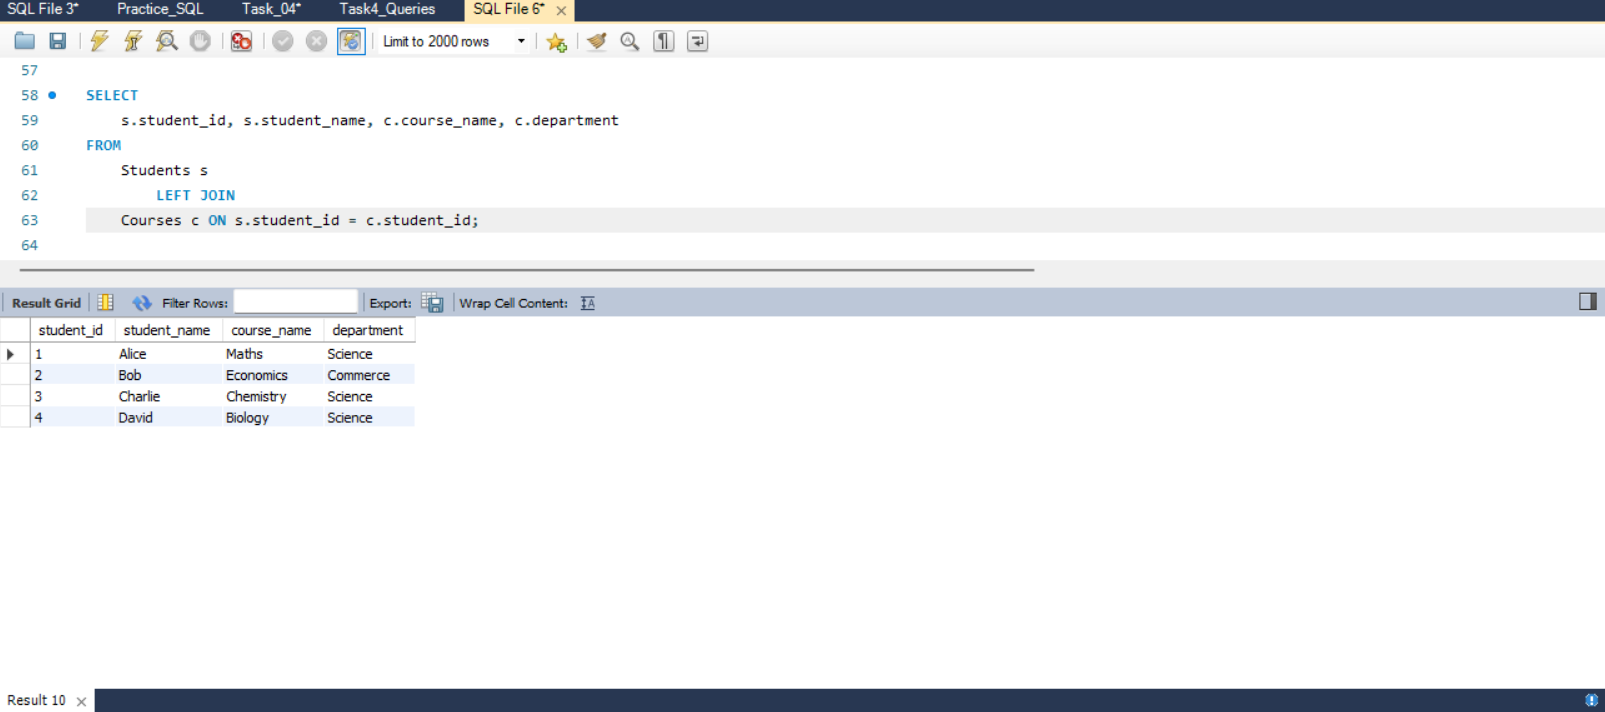 SQL File 3* Practice_SQL Task_04* Task4_Queries SQL File 6*
Limit to 2000 rows
57
58 SELECT
59 s.student_id, s.student_name, c.course_name, c.department
60 FROM
61 Students s
62 LEFT JOIN
63 Courses c ON s.student_id = c.student_id;
64
Result Grid Filter Rows: Export: Wrap Cell Content: IA
student_id student_name course_name department
1 Alice Maths Science
2 Bob Economics Commerce
3 Charlie Chemistry Science
4 David Biology Science
Result 10